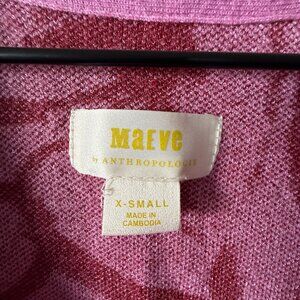 MAEVE
by ANTHROPOLOGIE
X-SMALL
MADE IN
CAMBODIA